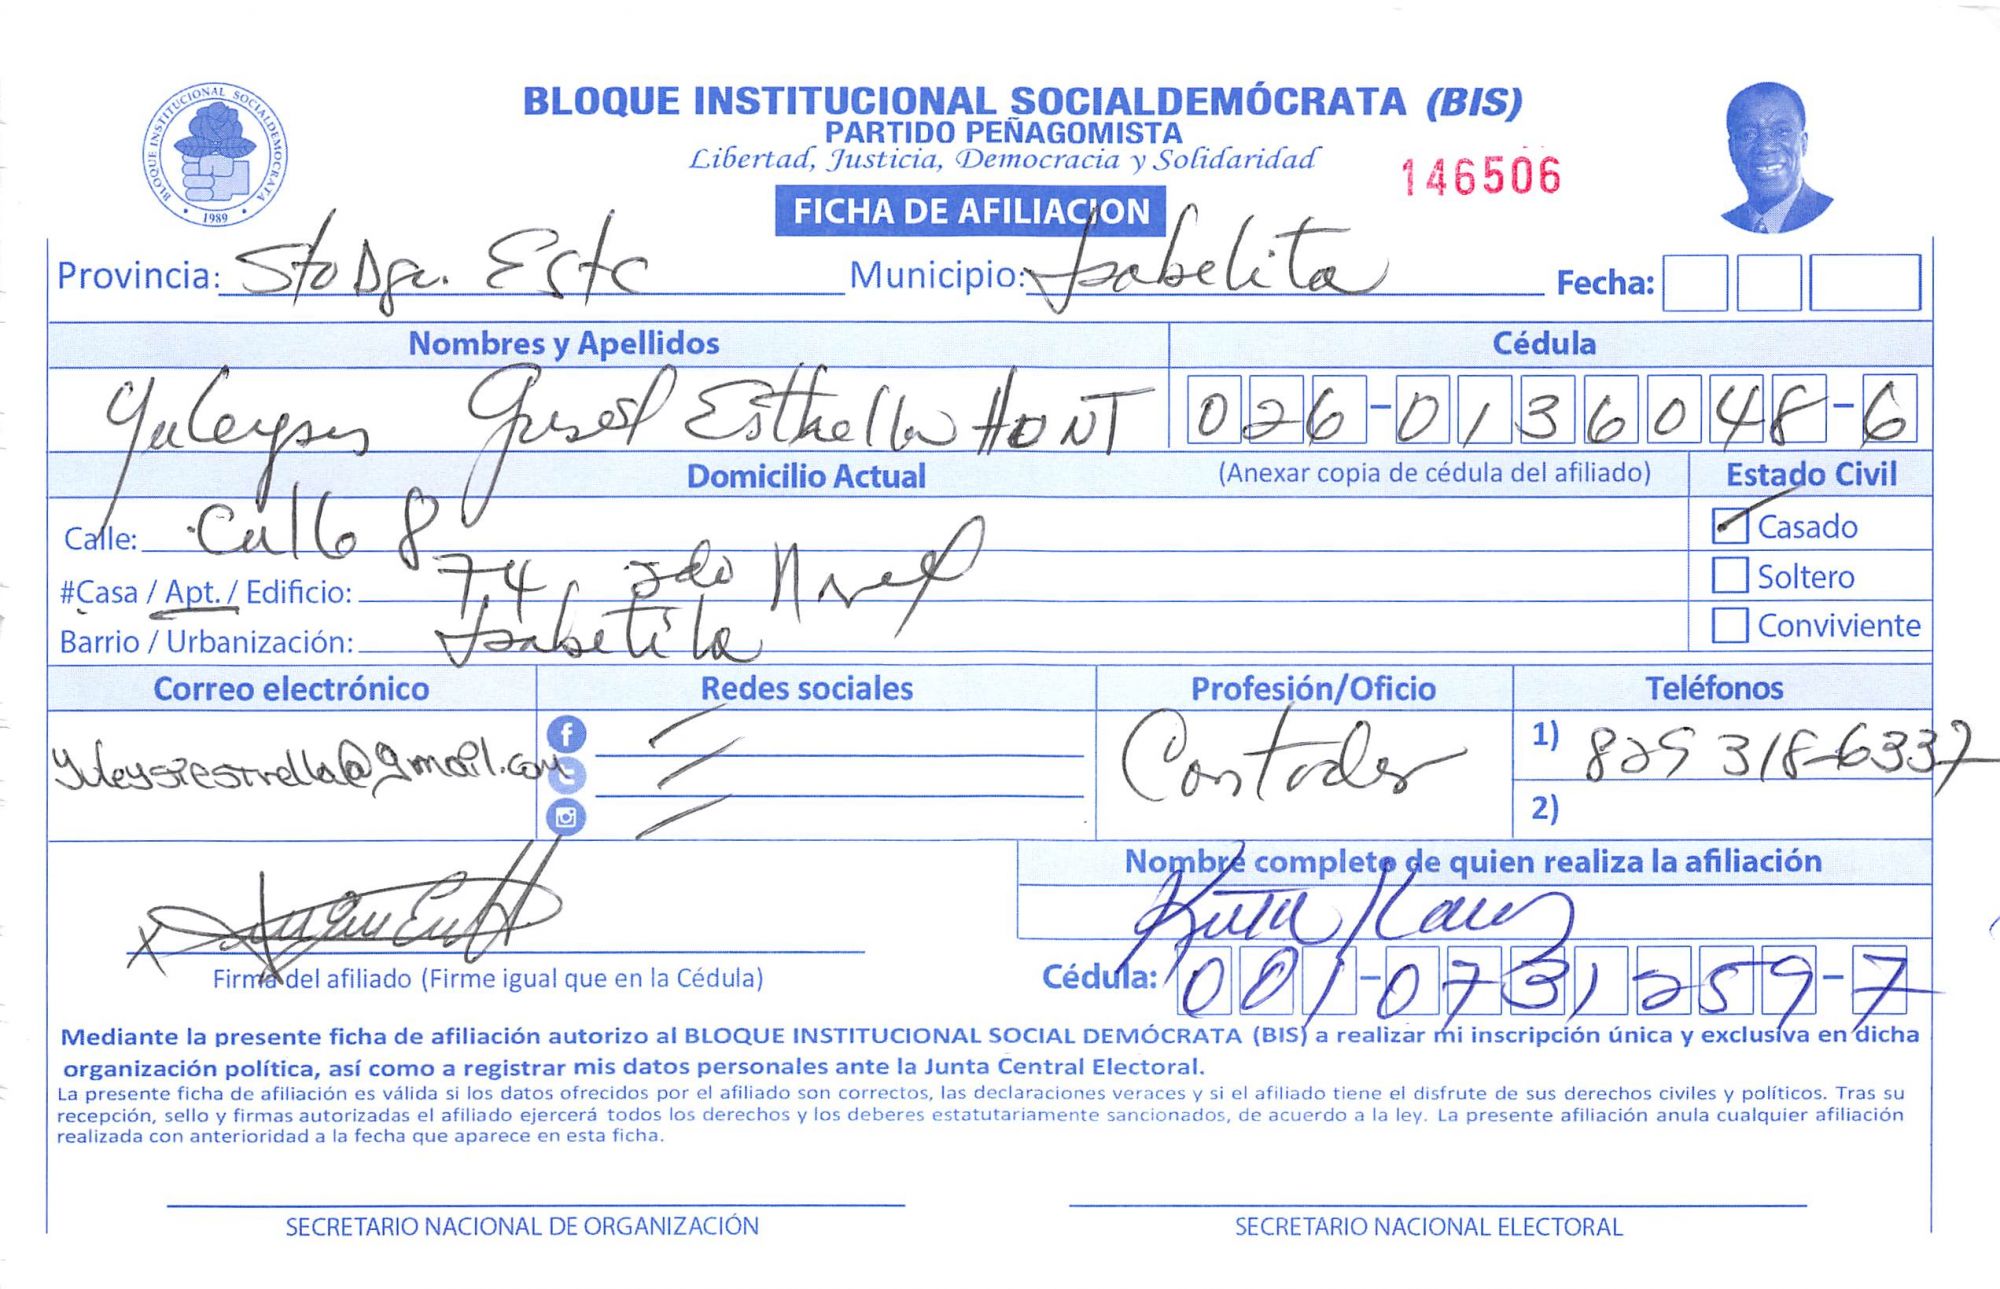 BLOQUE INSTITUCIONAL SOCIALDEMÓCRATA (BIS)
BLOQUE INSTITUCIONAL SOCIALDEMOCRATA
1989
PARTIDO PEÑAGOMISTA
Libertad, Justicia, Democracia y Solidaridad
146506
FICHA DE AFILIACION
Provincia: Sto Dgo. Este Municipio: Isabelita Fecha:
Nombres y Apellidos Cédula
Estrella HONT 026-0136048-6
Domicilio Actual (Anexar copia de cédula del afiliado) Estado Civil
Calle: Calle 8 Casado
#Casa / Apt. / Edificio: 74 2do Nivel Soltero
Barrio / Urbanización: Isabelita Conviviente
Correo electrónico Redes sociales Profesión/Oficio Teléfonos
yuleysiestrella@gmail.com Contador 1) 829 318-6337
2)
Nombre completo de quien realiza la afiliación
Firma del afiliado (Firme igual que en la Cédula) Cédula: 001-0731259-7
Mediante la presente ficha de afiliación autorizo al BLOQUE INSTITUCIONAL SOCIAL DEMÓCRATA (BIS) a realizar mi inscripción única y exclusiva en dicha
organización política, así como a registrar mis datos personales ante la Junta Central Electoral.
La presente ficha de afiliación es válida si los datos ofrecidos por el afiliado son correctos, las declaraciones veraces y si el afiliado tiene el disfrute de sus derechos civiles y políticos. Tras su
recepción, sello y firmas autorizadas el afiliado ejercerá todos los derechos y los deberes estatutariamente sancionados, de acuerdo a la ley. La presente afiliación anula cualquier afiliación
realizada con anterioridad a la fecha que aparece en esta ficha.
SECRETARIO NACIONAL DE ORGANIZACIÓN SECRETARIO NACIONAL ELECTORAL